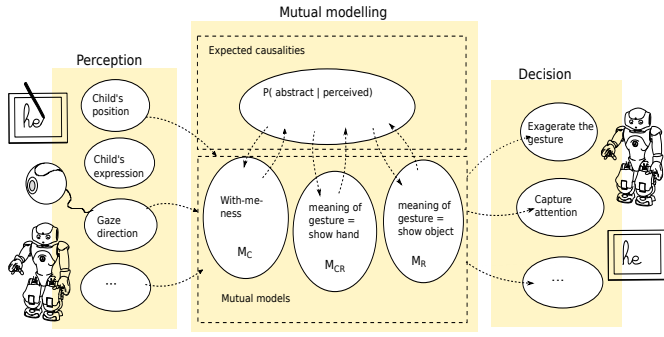 Mutual modelling
Perception
Decision
Expected causalities
P( abstract | perceived)
Child's
position
Child's
expression
Gaze
direction
...
he
With-me-
ness
M_C
meaning of
gesture =
show hand
M_CR
meaning of
gesture =
show object
M_R
Mutual models
Exagerate the
gesture
Capture
attention
...
he